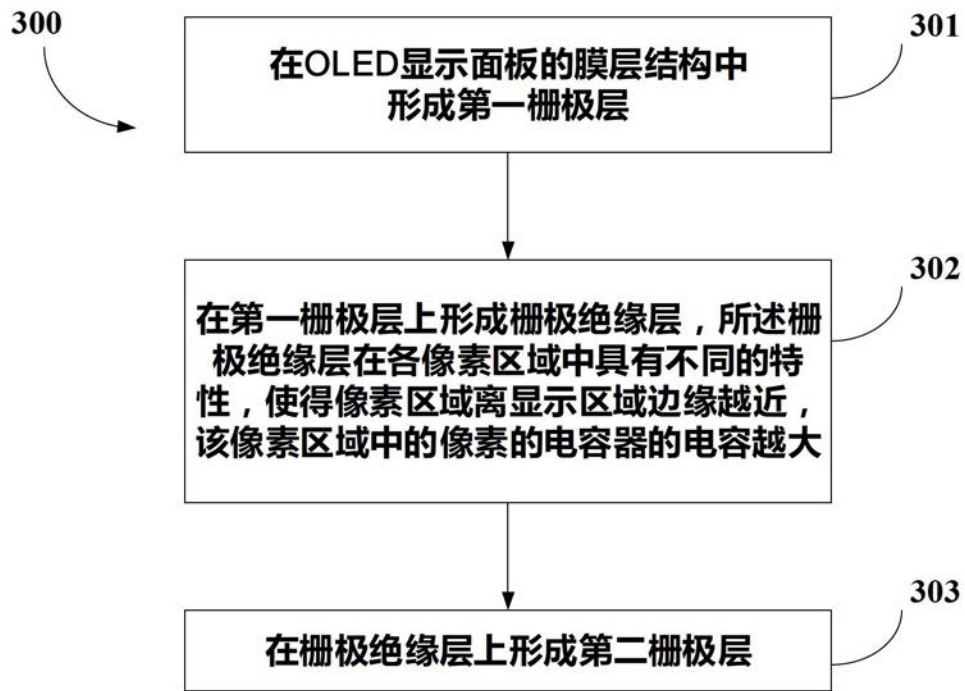 300
301
在OLED显示面板的膜层结构中
形成第一栅极层
302
在第一栅极层上形成栅极绝缘层，所述栅
极绝缘层在各像素区域中具有不同的特
性，使得像素区域离显示区域边缘越近，
该像素区域中的像素的电容器的电容越大
303
在栅极绝缘层上形成第二栅极层